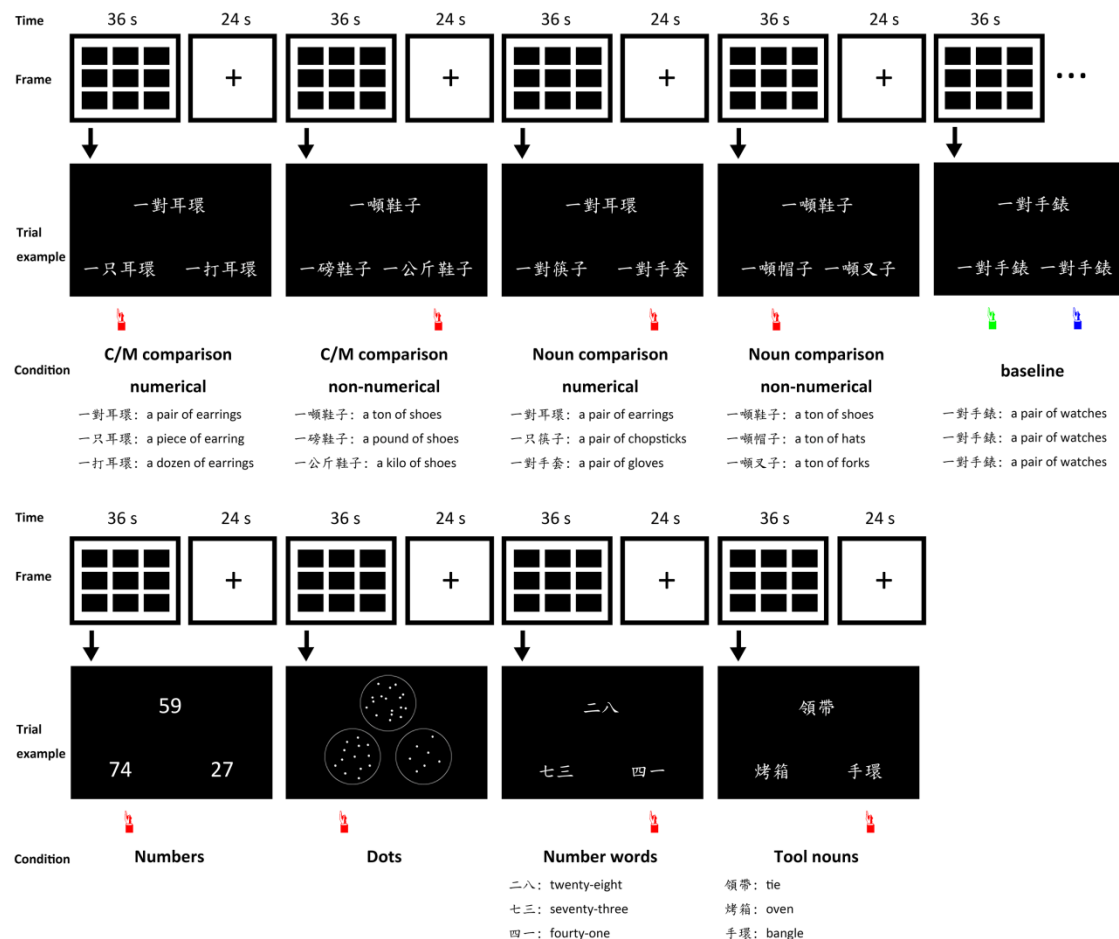 Time 36 s 24 s 36 s 24 s 36 s 24 s 36 s 24 s 36 s
Frame + + + + ...
Trial example
一對耳環
一只耳環 一打耳環
一噸鞋子
一磅鞋子 一公斤鞋子
一對耳環
一對筷子 一對手套
一噸鞋子
一噸帽子 一噸叉子
一對手錶
一對手錶 一對手錶
Condition
C/M comparison
numerical
一對耳環: a pair of earrings
一只耳環: a piece of earring
一打耳環: a dozen of earrings
C/M comparison
non-numerical
一噸鞋子: a ton of shoes
一磅鞋子: a pound of shoes
一公斤鞋子: a kilo of shoes
Noun comparison
numerical
一對耳環: a pair of earrings
一只筷子: a pair of chopsticks
一對手套: a pair of gloves
Noun comparison
non-numerical
一噸鞋子: a ton of shoes
一噸帽子: a ton of hats
一噸叉子: a ton of forks
baseline
一對手錶: a pair of watches
一對手錶: a pair of watches
一對手錶: a pair of watches
Time 36 s 24 s 36 s 24 s 36 s 24 s 36 s 24 s
Frame + + + +
Trial example
59
74 27
二八
七三 四一
領帶
烤箱 手環
Condition
Numbers
Dots
Number words
二八: twenty-eight
七三: seventy-three
四一: fourty-one
Tool nouns
領帶: tie
烤箱: oven
手環: bangle